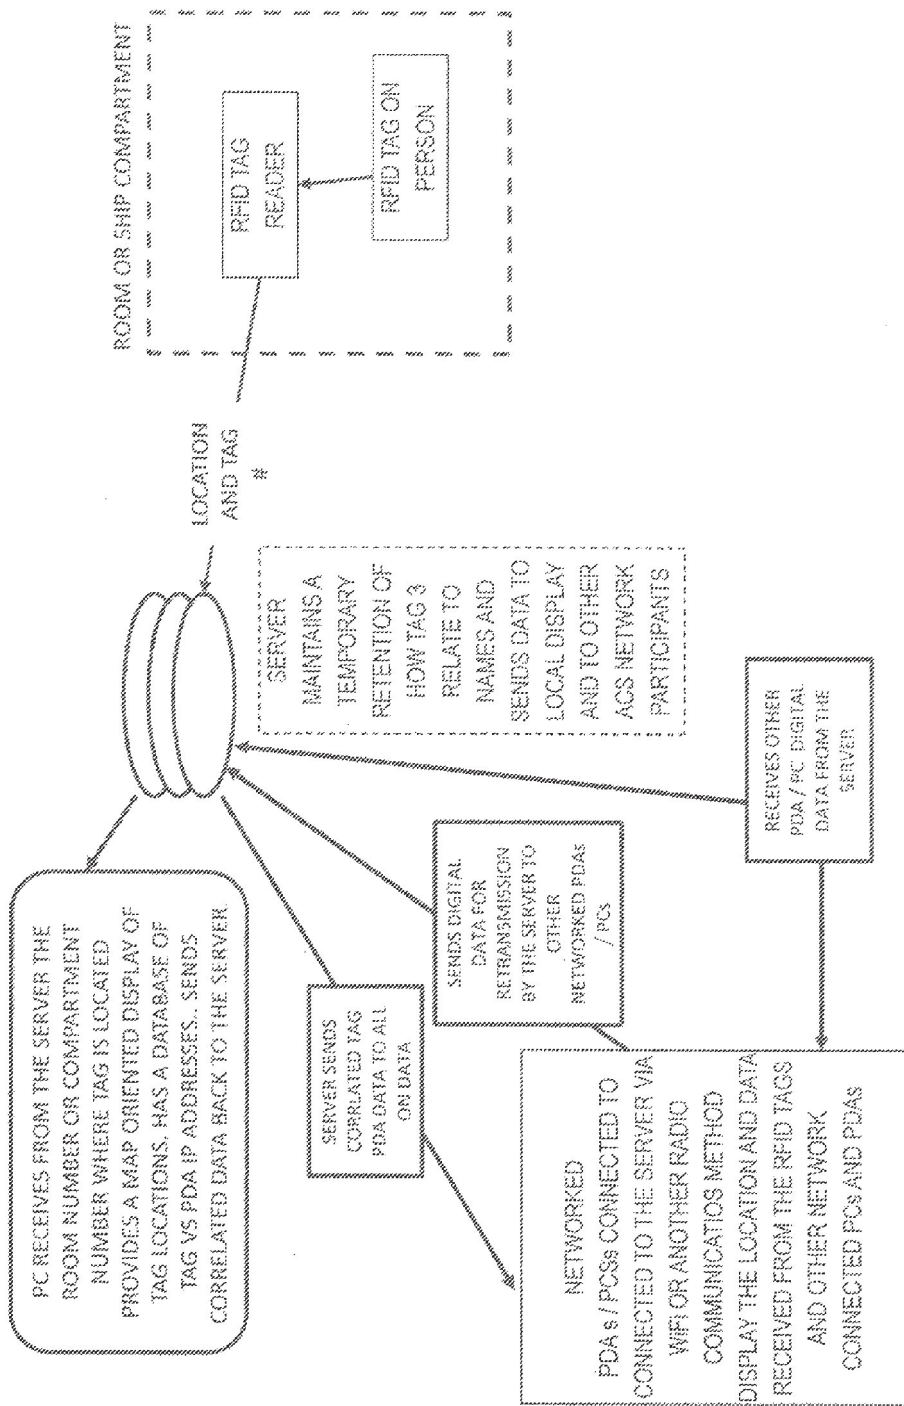 PC RECEIVES FROM THE SERVER THE
ROOM NUMBER OR COMPARTMENT
NUMBER WHERE TAG IS LOCATED
PROVIDES A MAP ORIENTED DISPLAY OF
TAG LOCATIONS. HAS A DATABASE OF
TAG VS PDA IP ADDRESSES.. SENDS
CORRELATED DATA BACK TO THE SERVER.
LOCATION
AND TAG
#
ROOM OR SHIP COMPARTMENT
RFID TAG
READER
RFID TAG ON
PERSON
SERVER
MAINTAINS A
TEMPORARY
RETENTION OF
HOW TAG 3
RELATE TO
NAMES AND
SENDS DATA TO
LOCAL DISPLAY
AND TO OTHER
ACS NETWORK
PARTICIPANTS
SERVER SENDS
CORRLATED TAG
PDA DATA TO ALL
ON DATA
SENDS DIGITAL
DATA FOR
RETRANSMISSION
BY THE SERVER TO
OTHER
NETWORKED PDAs
/ PCs
RECEIVES OTHER
PDA / PC DIGITAL
DATA FROM THE
SERVER
NETWORKED
PDA s / PCSs CONNECTED TO
CONNECTED TO THE SERVER VIA
WIFI OR ANOTHER RADIO
COMMUNICATIOS METHOD
DISPLAY THE LOCATION AND DATA
RECEIVED FROM THE RFID TAGS
AND OTHER NETWORK
CONNECTED PCs AND PDAs